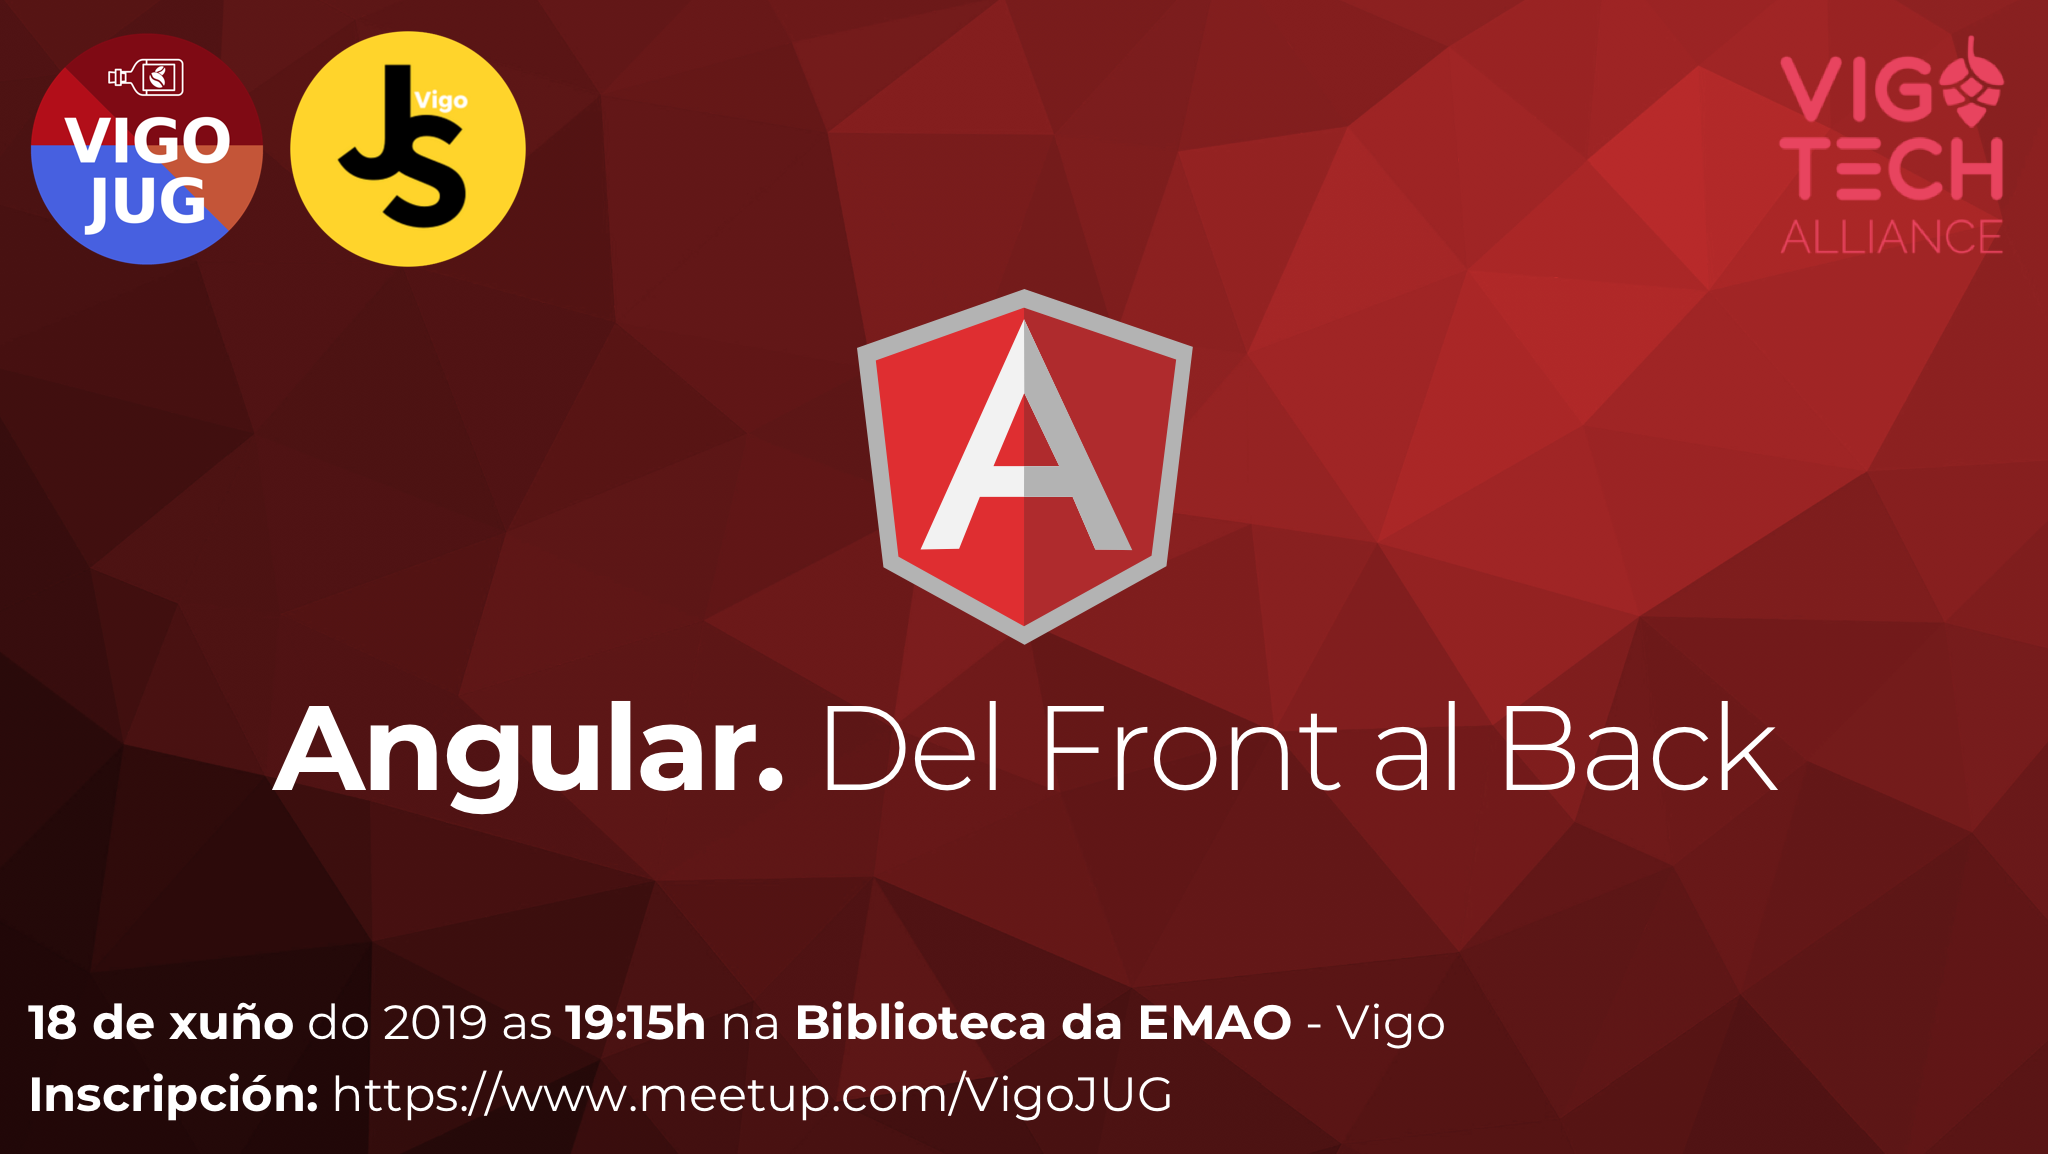 VIGO
JUG
Vigo
JS
VIGO
TECH
ALLIANCE
Angular. Del Front al Back
18 de xuño do 2019 as 19:15h na Biblioteca da EMAO - Vigo
Inscripción: https://www.meetup.com/VigoJUG